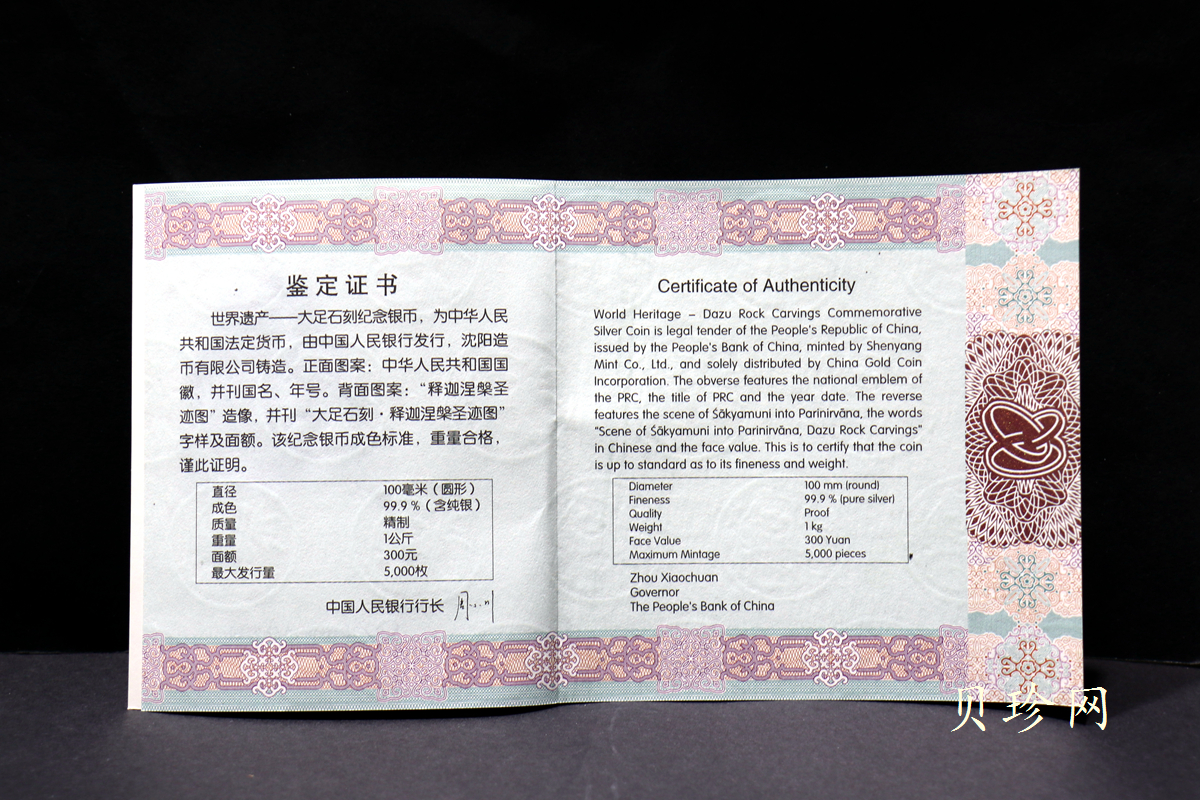 鉴定证书
世界遗产——大足石刻纪念银币，为中华人民
共和国法定货币，由中国人民银行发行，沈阳造
币有限公司铸造。正面图案：中华人民共和国国
徽，并刊国名、年号。背面图案：“释迦涅槃圣
迹图”造像，并刊“大足石刻·释迦涅槃圣迹图”
字样及面额。该纪念银币成色标准，重量合格，
谨此证明。
直径 100毫米（圆形）
成色 99.9％（含纯银）
质量 精制
重量 1公斤
面额 300元
最大发行量 5,000枚
中国人民银行行长
Certificate of Authenticity
World Heritage – Dazu Rock Carvings Commemorative
Silver Coin is legal tender of the People's Republic of China,
issued by the People's Bank of China, minted by Shenyang
Mint Co., Ltd., and solely distributed by China Gold Coin
Incorporation. The obverse features the national emblem of
the PRC, the title of PRC and the year date. The reverse
features the scene of Śākyamuni into Parinirvāna, the words
“Scene of Śākyamuni into Parinirvāna, Dazu Rock Carvings”
in Chinese and the face value. This is to certify that the coin
is up to standard as to its fineness and weight.
Diameter 100 mm (round)
Fineness 99.9 % (pure silver)
Quality Proof
Weight 1 kg
Face Value 300 Yuan
Maximum Mintage 5,000 pieces
Zhou Xiaochuan
Governor
The People's Bank of China
贝珍网